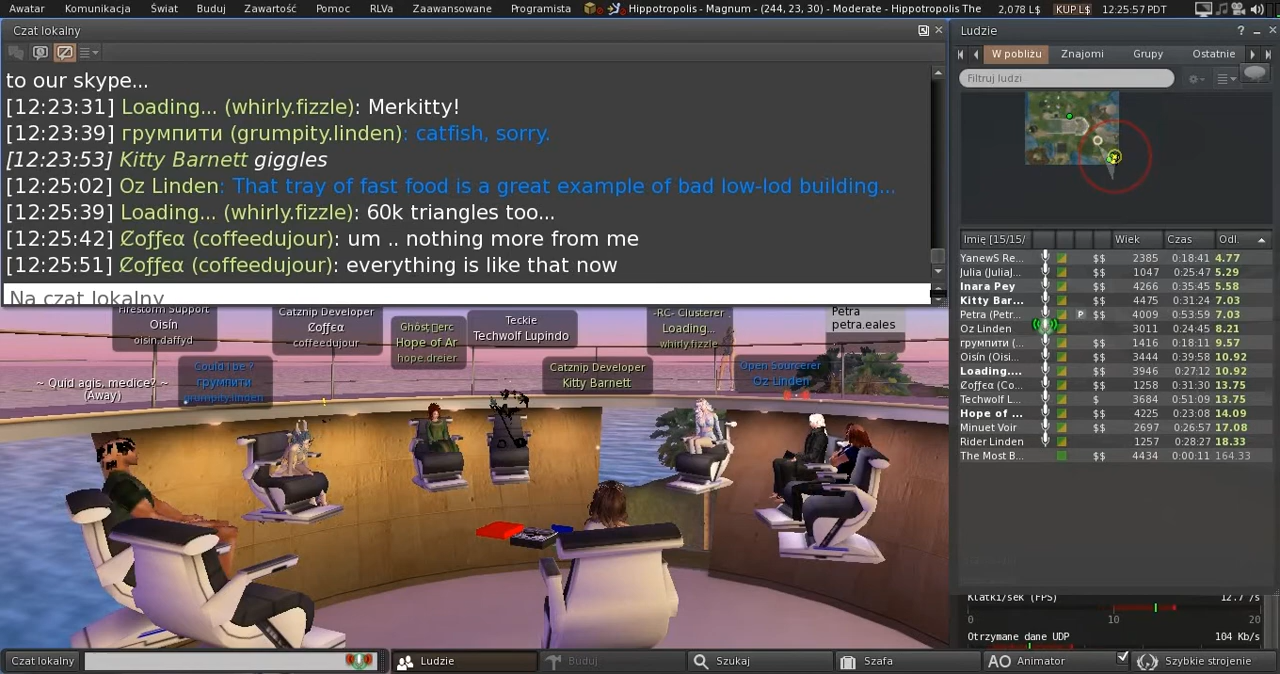 Awatar Komunikacja Świat Buduj Zawartość Pomoc RLVa Zaawansowane Programista Hippotropolis - Magnum - (244, 23, 30) - Moderate - Hippotropolis The 2,078 L$ KUP L$ 12:25:57 PDT
Czat lokalny
to our skype...
[12:23:31] Loading... (whirly.fizzle): Merkitty!
[12:23:39] грумпити (grumpity.linden): catfish, sorry.
[12:23:53] Kitty Barnett giggles
[12:25:02] Oz Linden: That tray of fast food is a great example of bad low-lod building...
[12:25:39] Loading... (whirly.fizzle): 60k triangles too...
[12:25:42] Ȼoƒƒєα (coffeedujour): um .. nothing more from me
[12:25:51] Ȼoƒƒєα (coffeedujour): everything is like that now
Na czat lokalny
Firestorm Support
Oisín
oisin.daffyd
Catznip Developer
Ȼoƒƒєα
coffeedujour
Hope of Ar
hope.dreier
Teckie
Techwolf Lupindo
-RC- Clusterer
Loading...
whirly.fizzle
Petra
petra.eales
~ Quid agis, medice? ~
(Away)
Could I be ?
грумпити
grumpity.linden
Catznip Developer
Kitty Barnett
Open Sourcerer
Oz Linden
Ludzie ?
W pobliżu Znajomi Grupy Ostatnie
Filtruj ludzi
Imię [15/15/ Wiek Czas Odl.
YanewS Re... $$ 2385 0:18:41 4.77
Julia (JuliaJ... 1047 0:25:47 5.29
Inara Pey $$ 4266 0:35:45 5.58
Kitty Bar... $$ 4475 0:31:24 7.03
Petra (Petr... P $$ 4009 0:53:59 7.03
Oz Linden 3011 0:24:45 8.21
грумпити (... $$ 1416 0:18:11 9.57
Oisín (Oisi... $$ 3444 0:39:58 10.92
Loading.... $$ 3946 0:27:12 10.92
Ȼoƒƒєα (Co... $$ 1258 0:31:30 13.75
Techwolf L... $ 3684 0:51:09 13.75
Hope of ... $$ 4225 0:23:08 14.09
Minuet Voir $$ 2697 0:26:57 17.08
Rider Linden 1257 0:28:27 18.33
The Most B... $$ 4434 0:00:11 164.33
Klatki/sek (FPS) 12.7 /s
0 10 20
Otrzymane dane UDP 104 Kb/s
Czat lokalny Ludzie Buduj Szukaj Szafa AO Animator Szybkie strojenie